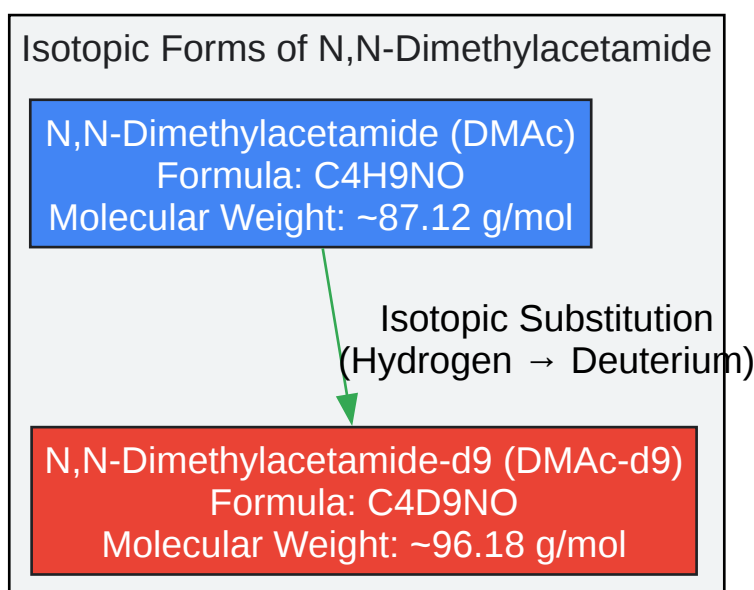 Isotopic Forms of N,N-Dimethylacetamide
N,N-Dimethylacetamide (DMAc)
Formula: C4H9NO
Molecular Weight: ~87.12 g/mol
Isotopic Substitution
(Hydrogen → Deuterium)
N,N-Dimethylacetamide-d9 (DMAc-d9)
Formula: C4D9NO
Molecular Weight: ~96.18 g/mol